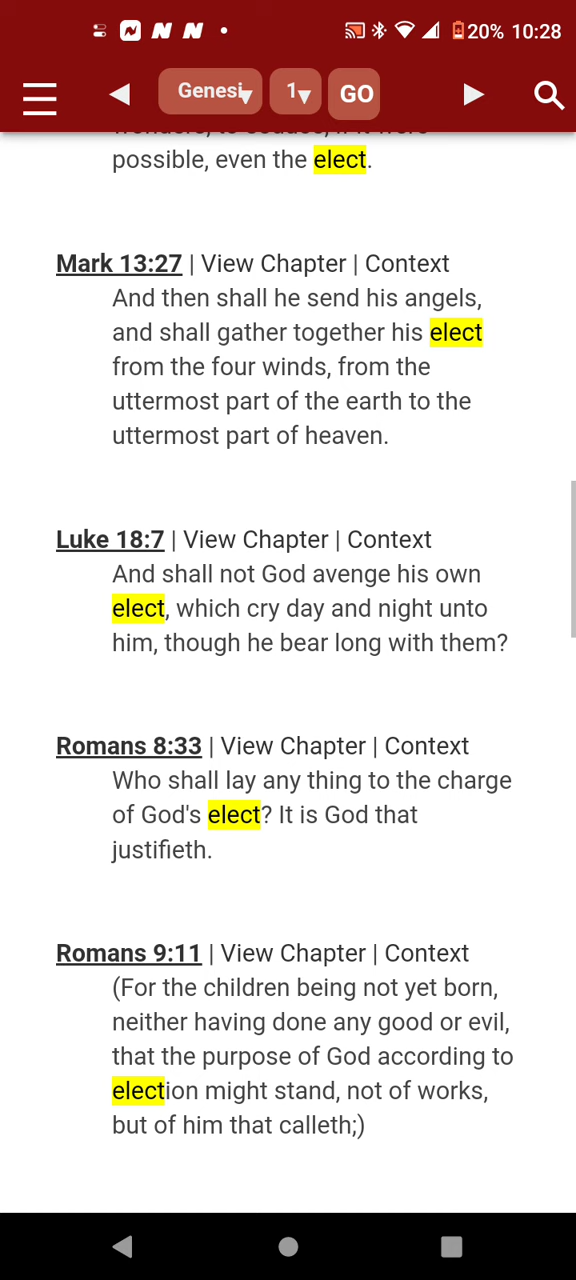 20% 10:28
Genesi 1 GO
possible, even the elect.
Mark 13:27 | View Chapter | Context
And then shall he send his angels,
and shall gather together his elect
from the four winds, from the
uttermost part of the earth to the
uttermost part of heaven.
Luke 18:7 | View Chapter | Context
And shall not God avenge his own
elect, which cry day and night unto
him, though he bear long with them?
Romans 8:33 | View Chapter | Context
Who shall lay any thing to the charge
of God's elect? It is God that
justifieth.
Romans 9:11 | View Chapter | Context
(For the children being not yet born,
neither having done any good or evil,
that the purpose of God according to
election might stand, not of works,
but of him that calleth;)